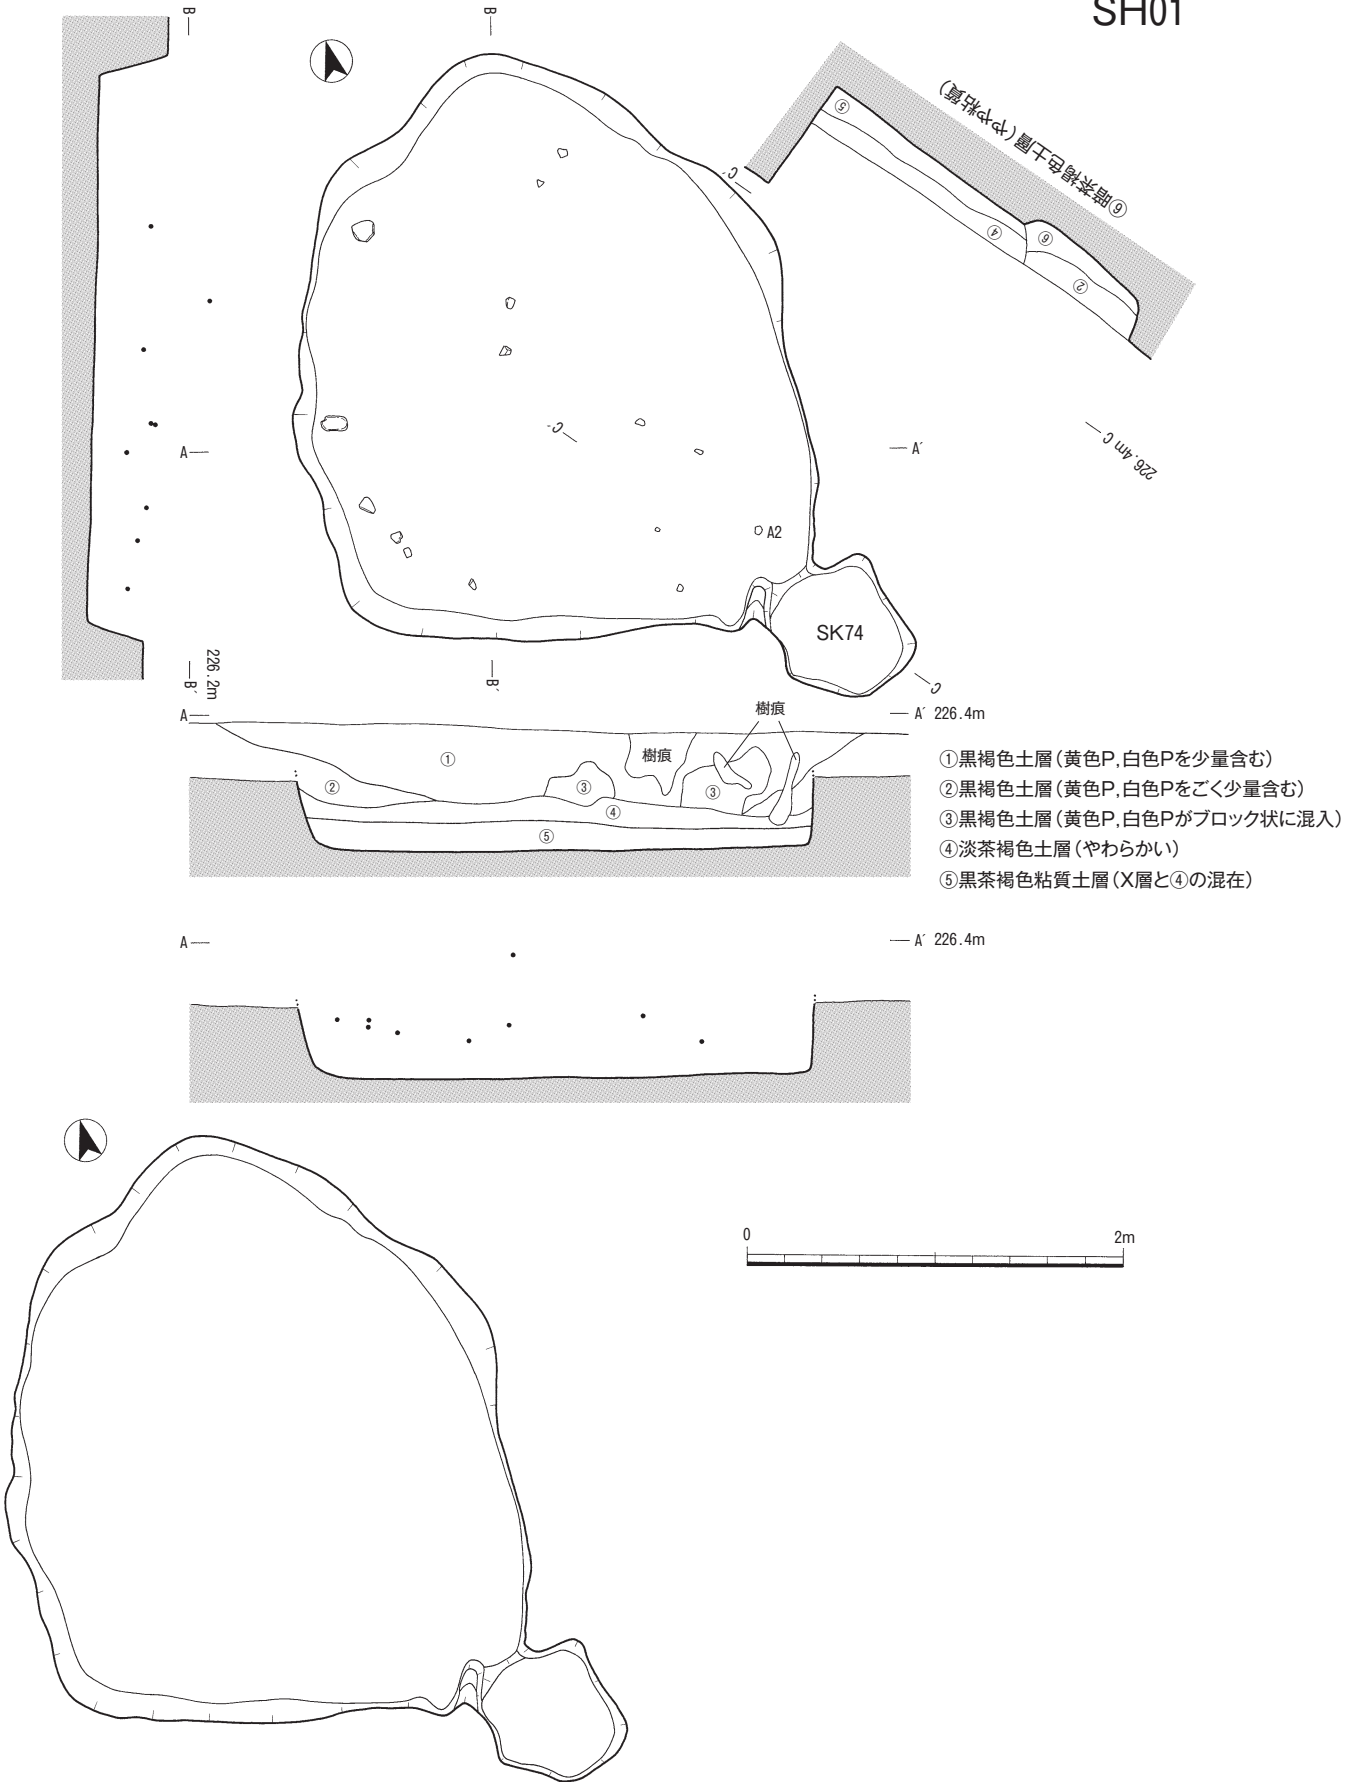 SH01
B
B
⑤
④
⑥
②
⑥暗茶褐色土層(やや粘質)
C´
C´
A
A´
226.4m C
A2
SK74
C
B´
226.2m
B´
A
A´ 226.4m
樹痕
樹痕
①
②
③
③
④
⑤
①黒褐色土層(黄色P,白色Pを少量含む)
②黒褐色土層(黄色P,白色Pをごく少量含む)
③黒褐色土層(黄色P,白色Pがブロック状に混入)
④淡茶褐色土層(やわらかい)
⑤黒茶褐色粘質土層(X層と④の混在)
A
A´ 226.4m
0
2m